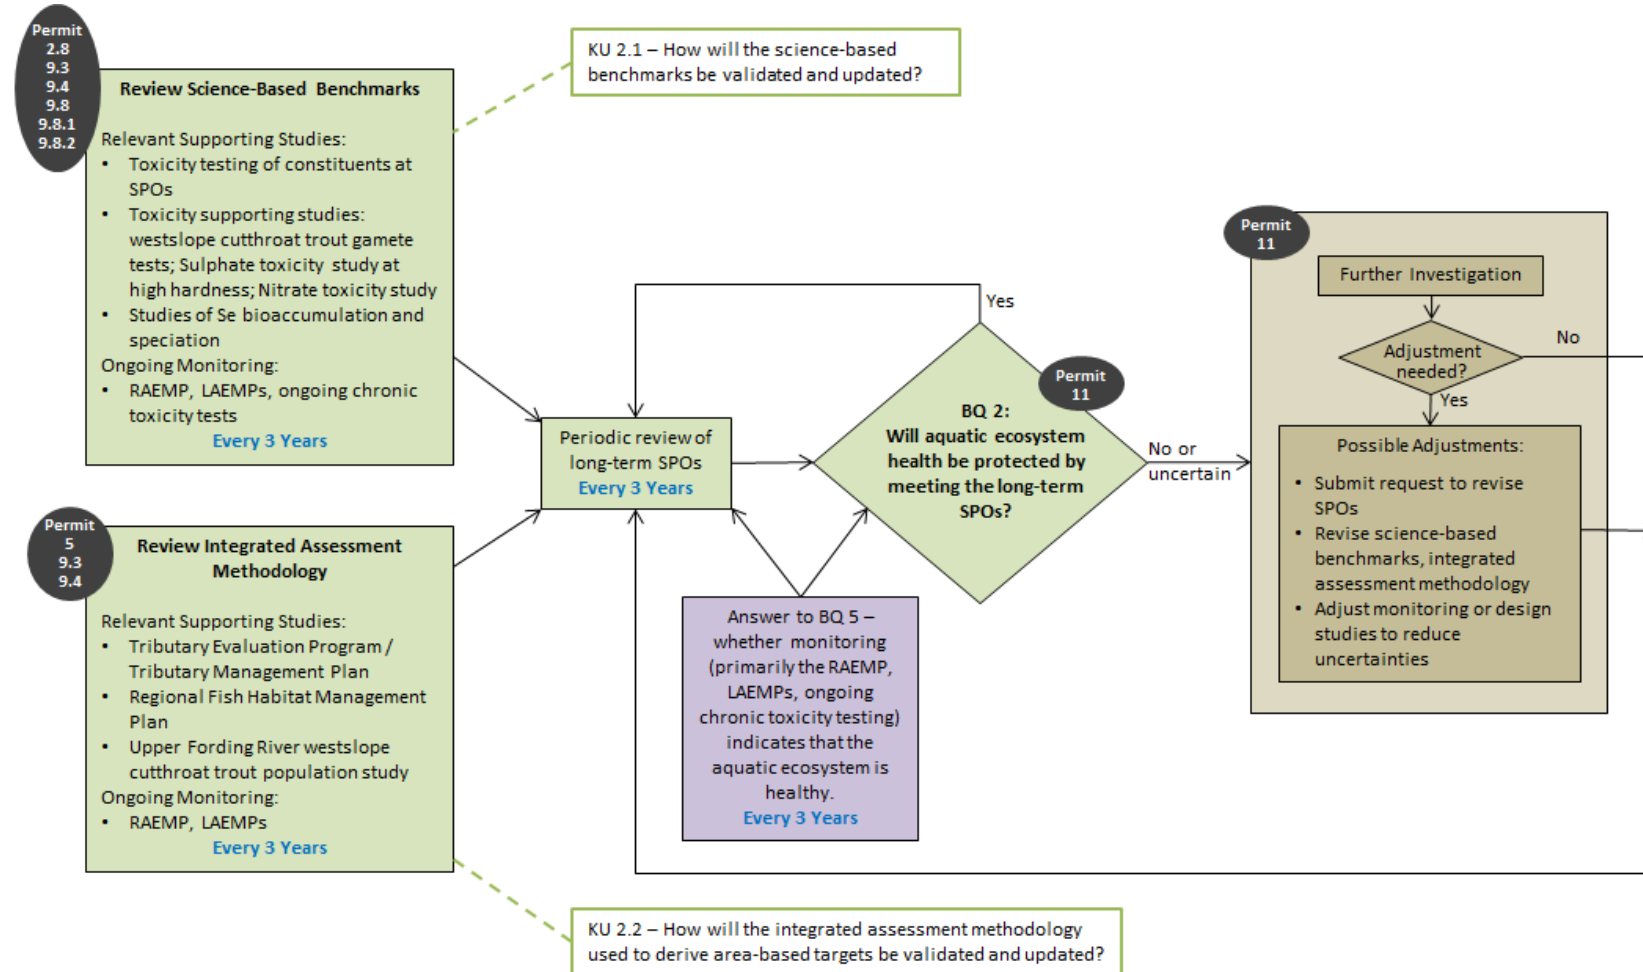 Permit
2.8
9.3
9.4
9.8
9.8.1
9.8.2
Review Science-Based Benchmarks
Relevant Supporting Studies:
• Toxicity testing of constituents at
SPOs
• Toxicity supporting studies:
westslope cutthroat trout gamete
tests; Sulphate toxicity study at
high hardness; Nitrate toxicity study
• Studies of Se bioaccumulation and
speciation
Ongoing Monitoring:
• RAEMP, LAEMPs, ongoing chronic
toxicity tests
Every 3 Years
KU 2.1 – How will the science-based
benchmarks be validated and updated?
Permit
5
9.3
9.4
Review Integrated Assessment
Methodology
Relevant Supporting Studies:
• Tributary Evaluation Program /
Tributary Management Plan
• Regional Fish Habitat Management
Plan
• Upper Fording River westslope
cutthroat trout population study
Ongoing Monitoring:
• RAEMP, LAEMPs
Every 3 Years
KU 2.2 – How will the integrated assessment methodology
used to derive area-based targets be validated and updated?
Periodic review of
long-term SPOs
Every 3 Years
Yes
Permit
11
BQ 2:
Will aquatic ecosystem
health be protected by
meeting the long-term
SPOs?
No or
uncertain
Answer to BQ 5 –
whether monitoring
(primarily the RAEMP,
LAEMPs, ongoing
chronic toxicity testing)
indicates that the
aquatic ecosystem is
healthy.
Every 3 Years
Permit
11
Further Investigation
Adjustment
needed?
No
Yes
Possible Adjustments:
• Submit request to revise
SPOs
• Revise science-based
benchmarks, integrated
assessment methodology
• Adjust monitoring or design
studies to reduce
uncertainties